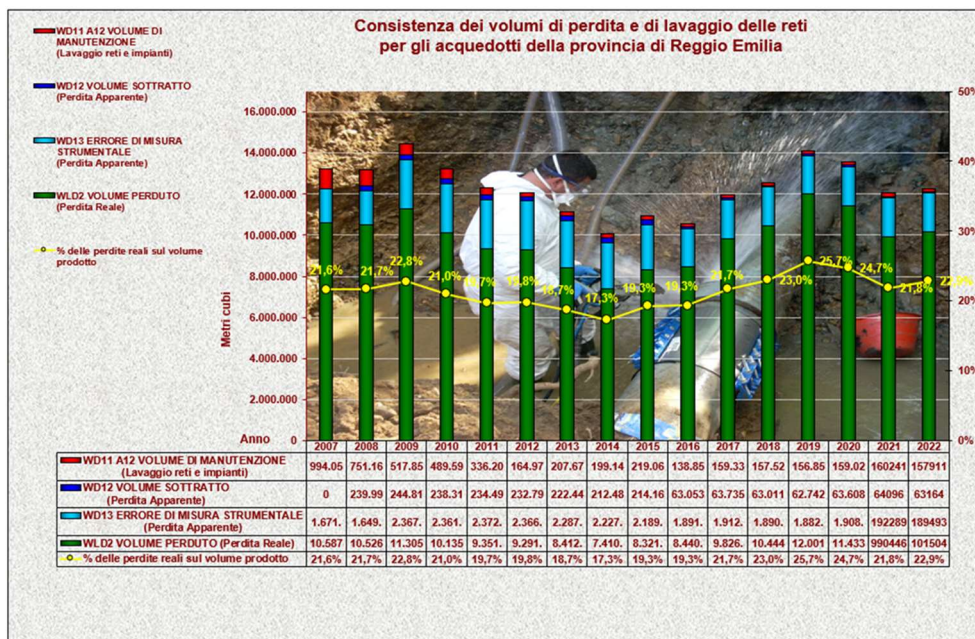 Consistenza dei volumi di perdita e di lavaggio delle reti
per gli acquedotti della provincia di Reggio Emilia
WD11 A12 VOLUME DI
MANUTENZIONE
(Lavaggio reti e impianti)
WD12 VOLUME SOTTRATTO
(Perdita Apparente)
WD13 ERRORE DI MISURA
STRUMENTALE
(Perdita Apparente)
WLD2 VOLUME PERDUTO
(Perdita Reale)
% delle perdite reali sul volume
prodotto
Metri cubi
16.000.000
14.000.000
12.000.000
10.000.000
8.000.000
6.000.000
4.000.000
2.000.000
0
50%
40%
30%
20%
10%
0%
21,6% 21,7% 22,8% 21,0% 19,7% 19,8% 18,7% 17,3% 19,3% 19,3% 21,7% 23,0% 25,7% 24,7% 21,8% 22,9%
Anno 2007 2008 2009 2010 2011 2012 2013 2014 2015 2016 2017 2018 2019 2020 2021 2022
WD11 A12 VOLUME DI MANUTENZIONE
(Lavaggio reti e impianti) 994.05 751.16 517.85 489.59 336.20 164.97 207.67 199.14 219.06 138.85 159.33 157.52 156.85 159.02 160241 157911
WD12 VOLUME SOTTRATTO
(Perdita Apparente) 0 239.99 244.81 238.31 234.49 232.79 222.44 212.48 214.16 63.053 63.735 63.011 62.742 63.608 64096 63164
WD13 ERRORE DI MISURA STRUMENTALE
(Perdita Apparente) 1.671. 1.649. 2.367. 2.361. 2.372. 2.366. 2.287. 2.227. 2.189. 1.891. 1.912. 1.890. 1.882. 1.908. 192289 189493
WLD2 VOLUME PERDUTO (Perdita Reale) 10.587 10.526 11.305 10.135 9.351. 9.291. 8.412. 7.410. 8.321. 8.440. 9.826. 10.444 12.001 11.433 990446 101504
% delle perdite reali sul volume prodotto 21,6% 21,7% 22,8% 21,0% 19,7% 19,8% 18,7% 17,3% 19,3% 19,3% 21,7% 23,0% 25,7% 24,7% 21,8% 22,9%